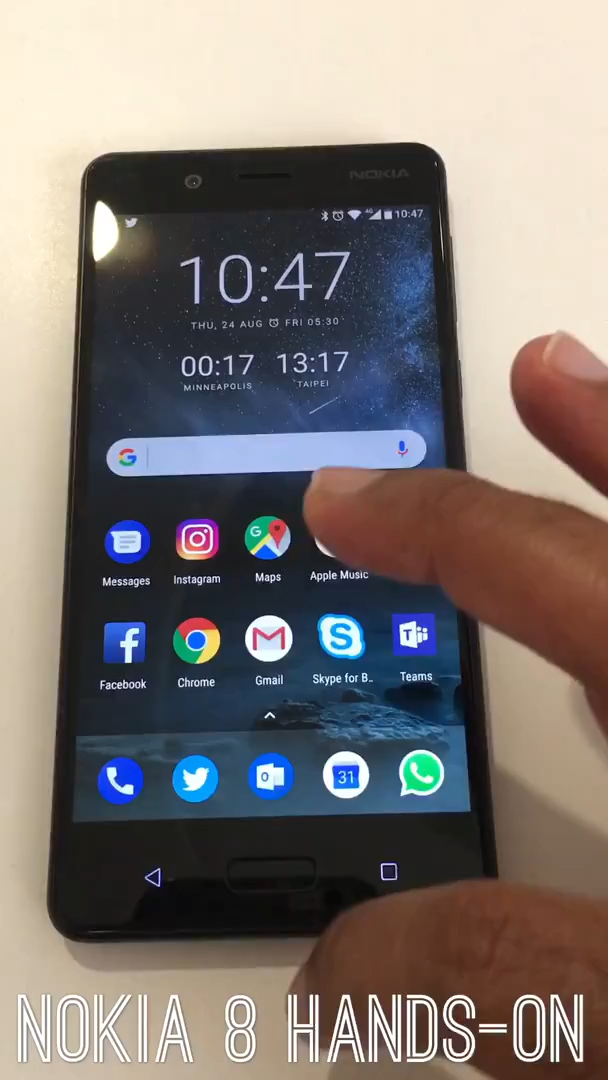 NOKIA
10:47
10:47
THU, 24 AUG FRI 05:30
00:17 13:17
MINNEAPOLIS TAIPEI
G
Messages Instagram Maps Apple Music
Facebook Chrome Gmail Skype for B.. Teams
31
NOKIA 8 HANDS-ON